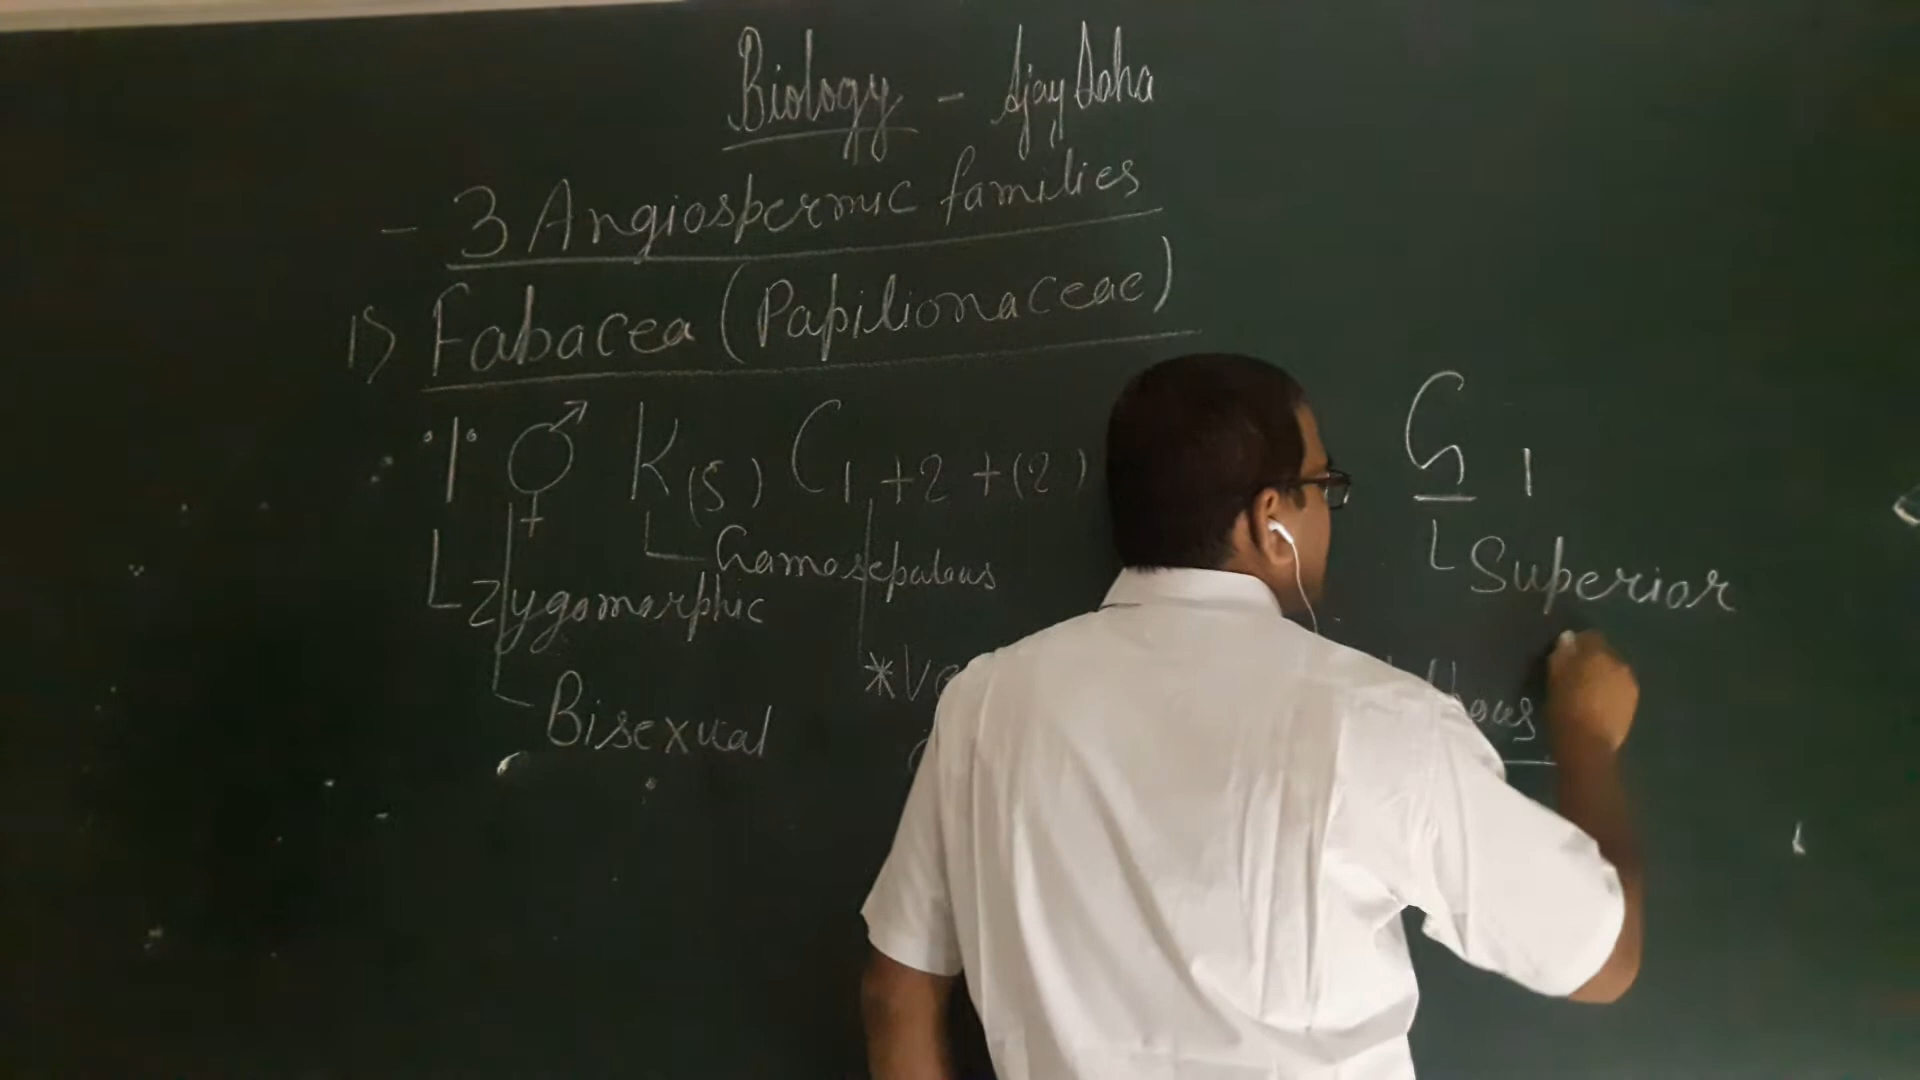 Biology - Ajay Saha
- 3 Angiospermic families
1) Fabacea (Papilionaceae)
% ⚥ K(5) C1+2+(2) G1
Gamosepalous
Superior
Zygomorphic
Bisexual